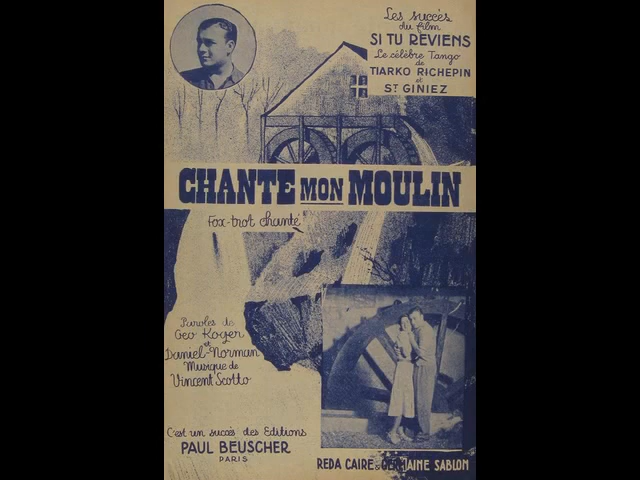 Les succès
du film
SI TU REVIENS
Le célèbre Tango
de
TIARKO RICHEPIN
et
ST GINIEZ
CHANTE MON MOULIN
Fox-trot chanté
Paroles de
Geo Koger
et
Daniel-Norman
Musique de
Vincent Scotto
C'est un succès des Editions
PAUL BEUSCHER
PARIS
REDA CAIRE & GERMAINE SABLON